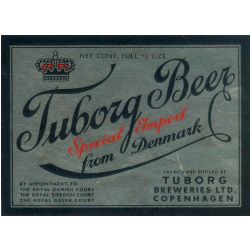 NET CONT. FULL 10 OZS.
Tuborg Beer
Special Import
from Denmark
BY APPOINTMENT, TO
THE ROYAL DANISH COURT
THE ROYAL SWEDISH COURT
THE ROYAL GREEK COURT
BREWED AND BOTTLED AT
TUBORG
BREWERIES LTD.
COPENHAGEN